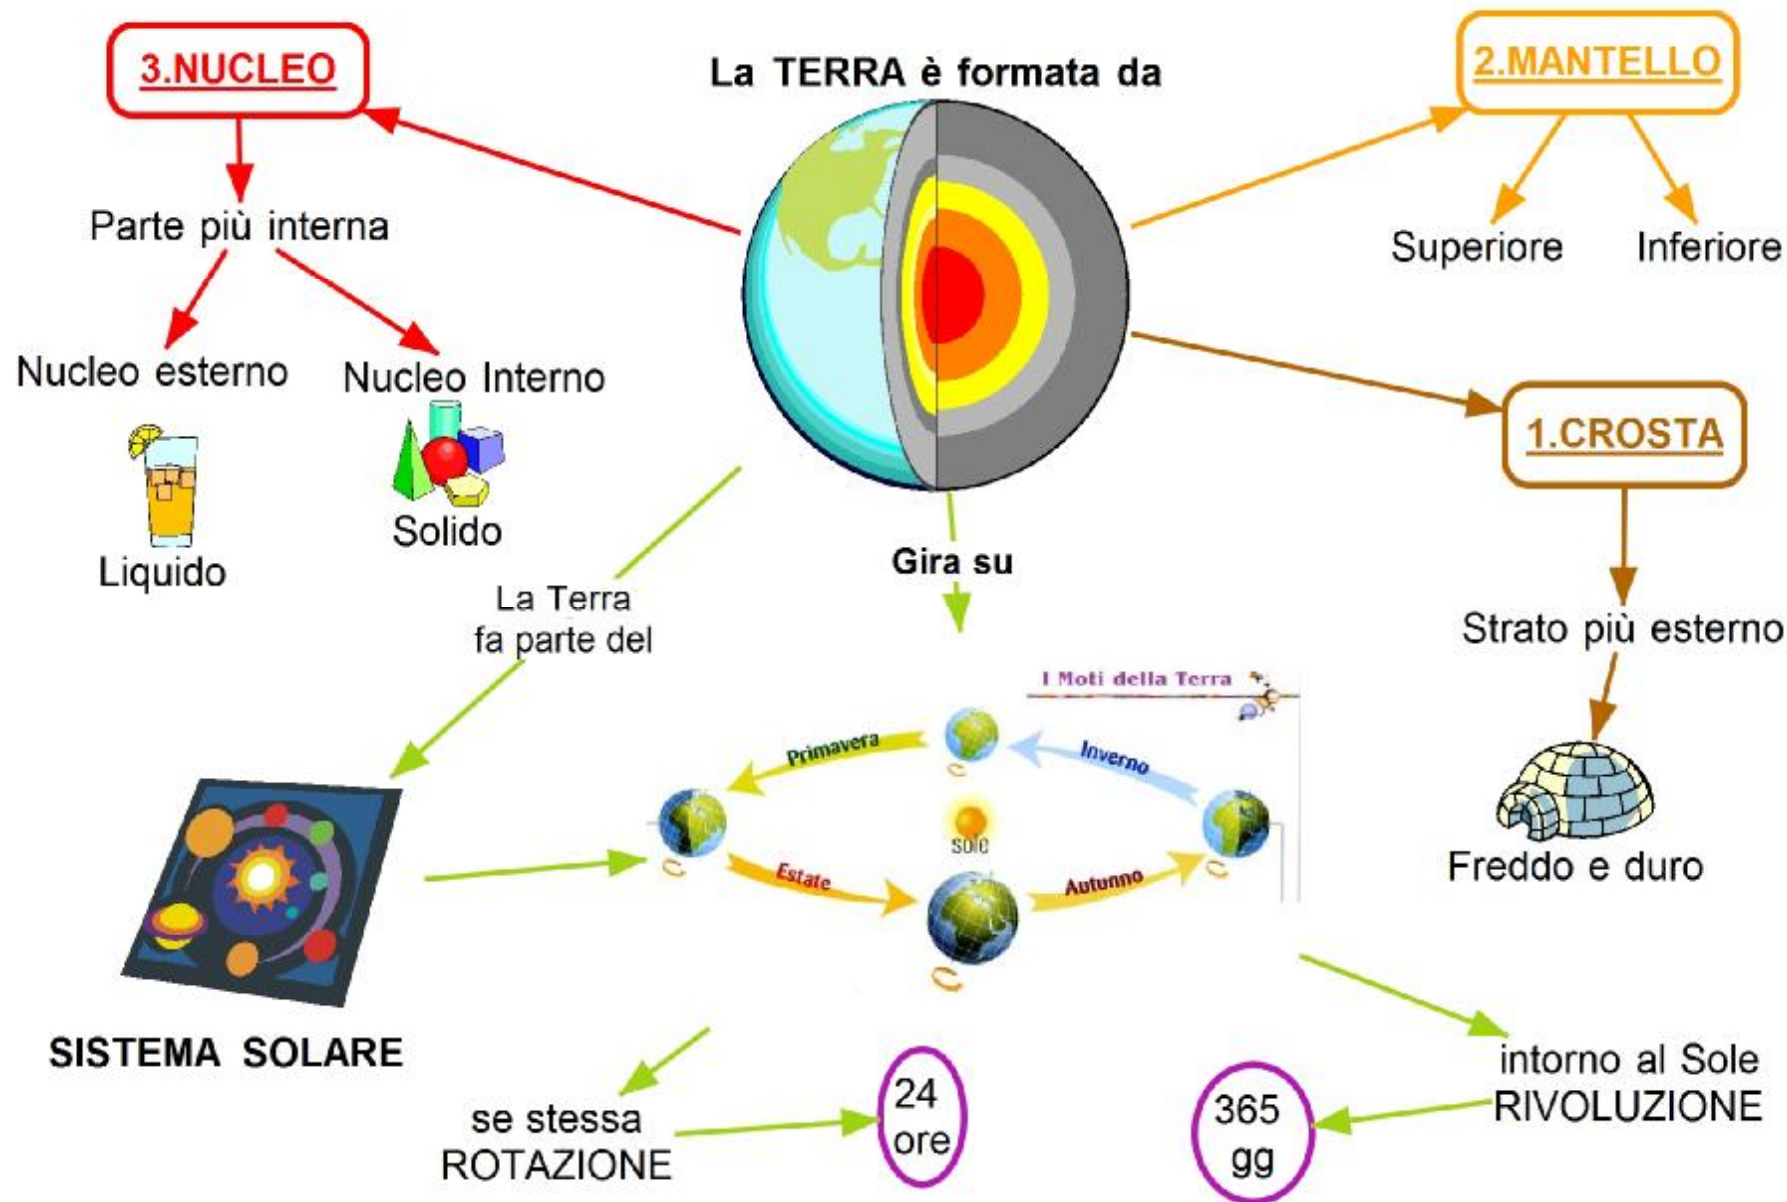 La TERRA è formata da
3.NUCLEO
Parte più interna
Nucleo esterno
Liquido
Nucleo Interno
Solido
2.MANTELLO
Superiore
Inferiore
1.CROSTA
Strato più esterno
Freddo e duro
La Terra
fa parte del
SISTEMA SOLARE
Gira su
I Moti della Terra
Primavera
Inverno
sole
Estate
Autunno
se stessa
ROTAZIONE
24
ore
intorno al Sole
RIVOLUZIONE
365
gg